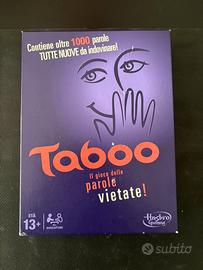 Contiene oltre 1000 parole
TUTTE NUOVE da indovinare!
Taboo
Il gioco delle
parole
vietate!
ETÀ
13+
GIOCATORI
Hasbro
Gaming
subito